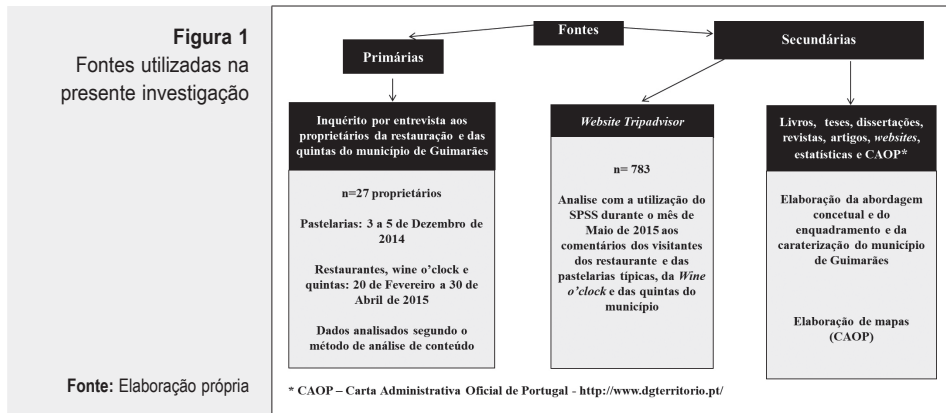 Figura 1
Fontes utilizadas na
presente investigação
Fonte: Elaboração própria
Fontes
Primárias
Secundárias
Inquérito por entrevista aos
proprietários da restauração e das
quintas do município de Guimarães
n=27 proprietários
Pastelarias: 3 a 5 de Dezembro de
2014
Restaurantes, wine o’clock e
quintas: 20 de Fevereiro a 30 de
Abril de 2015
Dados analisados segundo o
método de análise de conteúdo
Website Tripadvisor
n= 783
Analise com a utilização do
SPSS durante o mês de
Maio de 2015 aos
comentários dos visitantes
dos restaurante e das
pastelarias típicas, da Wine
o’clock e das quintas do
município
Livros, teses, dissertações,
revistas, artigos, websites,
estatísticas e CAOP*
Elaboração da abordagem
concetual e do
enquadramento e da
caraterização do município
de Guimarães
Elaboração de mapas
(CAOP)
* CAOP – Carta Administrativa Oficial de Portugal - http://www.dgterritorio.pt/